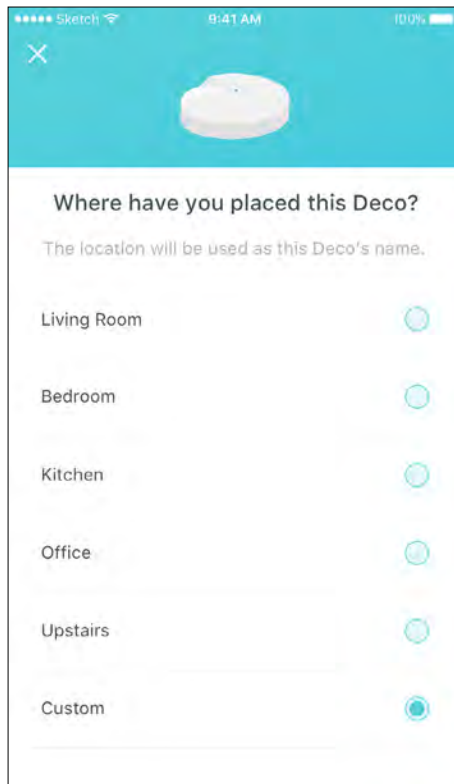 Sketch 9:41 AM 100%
Where have you placed this Deco?
The location will be used as this Deco's name.
Living Room
Bedroom
Kitchen
Office
Upstairs
Custom